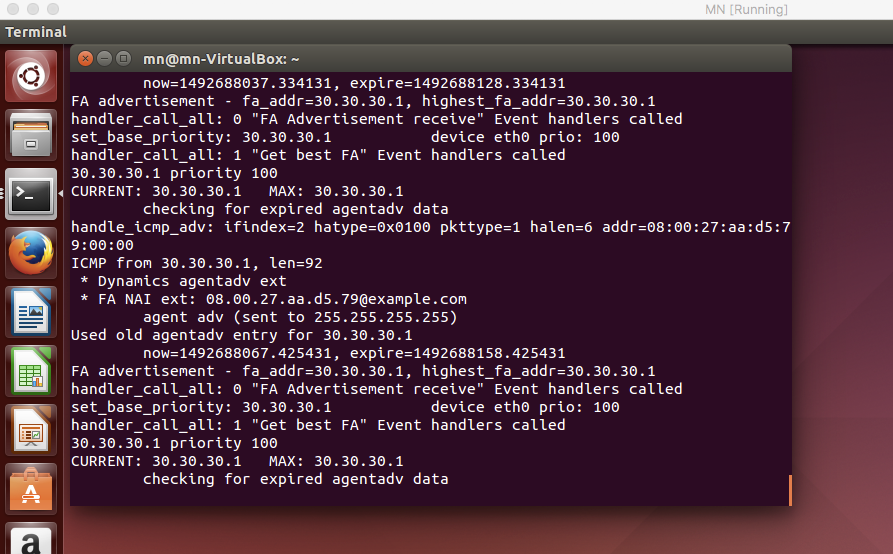 MN [Running]
Terminal
mn@mn-VirtualBox: ~
now=1492688037.334131, expire=1492688128.334131
FA advertisement - fa_addr=30.30.30.1, highest_fa_addr=30.30.30.1
handler_call_all: 0 "FA Advertisement receive" Event handlers called
set_base_priority: 30.30.30.1           device eth0 prio: 100
handler_call_all: 1 "Get best FA" Event handlers called
30.30.30.1 priority 100
CURRENT: 30.30.30.1   MAX: 30.30.30.1
checking for expired agentadv data
handle_icmp_adv: ifindex=2 hatype=0x0100 pkttype=1 halen=6 addr=08:00:27:aa:d5:7
9:00:00
ICMP from 30.30.30.1, len=92
* Dynamics agentadv ext
* FA NAI ext: 08.00.27.aa.d5.79@example.com
agent adv (sent to 255.255.255.255)
Used old agentadv entry for 30.30.30.1
now=1492688067.425431, expire=1492688158.425431
FA advertisement - fa_addr=30.30.30.1, highest_fa_addr=30.30.30.1
handler_call_all: 0 "FA Advertisement receive" Event handlers called
set_base_priority: 30.30.30.1           device eth0 prio: 100
handler_call_all: 1 "Get best FA" Event handlers called
30.30.30.1 priority 100
CURRENT: 30.30.30.1   MAX: 30.30.30.1
checking for expired agentadv data